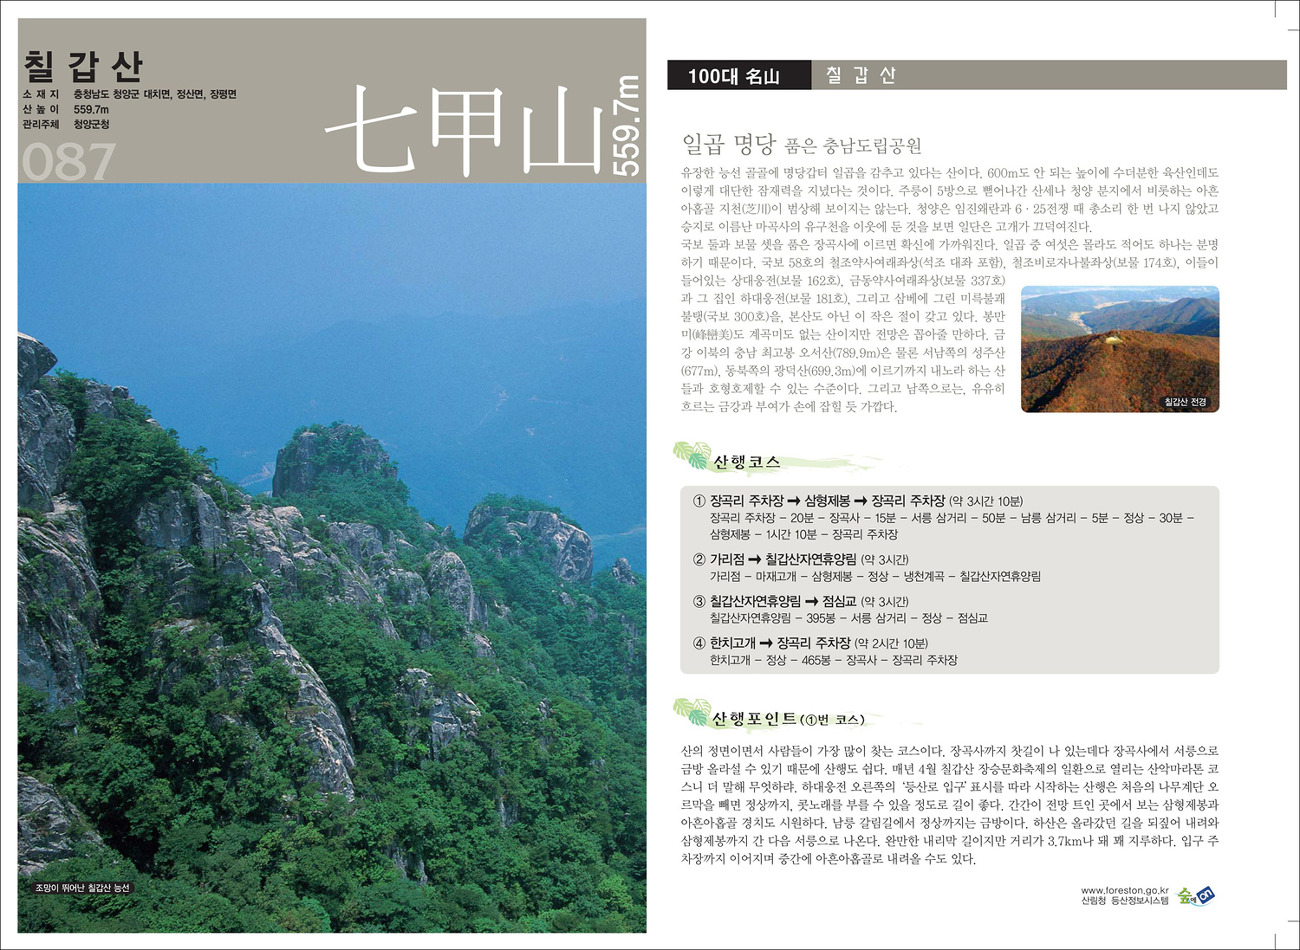 칠 갑 산
소 재 지 충청남도 청양군 대치면, 정산면, 장평면
산 높 이 559.7m
관리주체 청양군청
087
七甲山
559.7m
조망이 뛰어난 칠갑산 능선
100대 名山 칠 갑 산
일곱 명당 품은 충남도립공원
유장한 능선 골골에 명당갑터 일곱을 감추고 있다는 산이다. 600m도 안 되는 높이에 수더분한 육산인데도
이렇게 대단한 잠재력을 지녔다는 것이다. 주릉이 5방으로 뻗어나간 산세나 청양 분지에서 비롯하는 아흔
아홉골 지천(芝川)이 범상해 보이지는 않는다. 청양은 임진왜란과 6 · 25전쟁 때 총소리 한 번 나지 않았고
승지로 이름난 마곡사의 유구천을 이웃에 둔 것을 보면 일단은 고개가 끄덕여진다.
국보 둘과 보물 셋을 품은 장곡사에 이르면 확신에 가까워진다. 일곱 중 여섯은 몰라도 적어도 하나는 분명
하기 때문이다. 국보 58호의 철조약사여래좌상(석조 대좌 포함), 철조비로자나불좌상(보물 174호), 이들이
들어있는 상대웅전(보물 162호), 금동약사여래좌상(보물 337호)
과 그 집인 하대웅전(보물 181호), 그리고 삼베에 그린 미륵불괘
불탱(국보 300호)을, 본산도 아닌 이 작은 절이 갖고 있다. 봉만
미(峰巒美)도 계곡미도 없는 산이지만 전망은 꼽아줄 만하다. 금
강 이북의 충남 최고봉 오서산(789.9m)은 물론 서남쪽의 성주산
(677m), 동북쪽의 광덕산(699.3m)에 이르기까지 내노라 하는 산
들과 호형호제할 수 있는 수준이다. 그리고 남쪽으로는, 유유히
흐르는 금강과 부여가 손에 잡힐 듯 가깝다.
칠갑산 전경
산행코스
① 장곡리 주차장 ➞ 삼형제봉 ➞ 장곡리 주차장 (약 3시간 10분)
장곡리 주차장 – 20분 – 장곡사 – 15분 – 서릉 삼거리 – 50분 – 남릉 삼거리 – 5분 – 정상 – 30분 –
삼형제봉 – 1시간 10분 – 장곡리 주차장
② 가리점 ➞ 칠갑산자연휴양림 (약 3시간)
가리점 – 마재고개 – 삼형제봉 – 정상 – 냉천계곡 – 칠갑산자연휴양림
③ 칠갑산자연휴양림 ➞ 점심교 (약 3시간)
칠갑산자연휴양림 – 395봉 – 서릉 삼거리 – 정상 – 점심교
④ 한치고개 ➞ 장곡리 주차장 (약 2시간 10분)
한치고개 – 정상 – 465봉 – 장곡사 – 장곡리 주차장
산행포인트(①번 코스)
산의 정면이면서 사람들이 가장 많이 찾는 코스이다. 장곡사까지 찻길이 나 있는데다 장곡사에서 서릉으로
금방 올라설 수 있기 때문에 산행도 쉽다. 매년 4월 칠갑산 장승문화축제의 일환으로 열리는 산악마라톤 코
스니 더 말해 무엇하랴. 하대웅전 오른쪽의 ‘등산로 입구’ 표시를 따라 시작하는 산행은 처음의 나무계단 오
르막을 빼면 정상까지, 콧노래를 부를 수 있을 정도로 길이 좋다. 간간이 전망 트인 곳에서 보는 삼형제봉과
아흔아홉골 경치도 시원하다. 남릉 갈림길에서 정상까지는 금방이다. 하산은 올라갔던 길을 되짚어 내려와
삼형제봉까지 간 다음 서릉으로 나온다. 완만한 내리막 길이지만 거리가 3.7km나 돼 꽤 지루하다. 입구 주
차장까지 이어지며 중간에 아흔아홉골로 내려올 수도 있다.
www.foreston.go.kr
산림청 등산정보시스템
숲에on